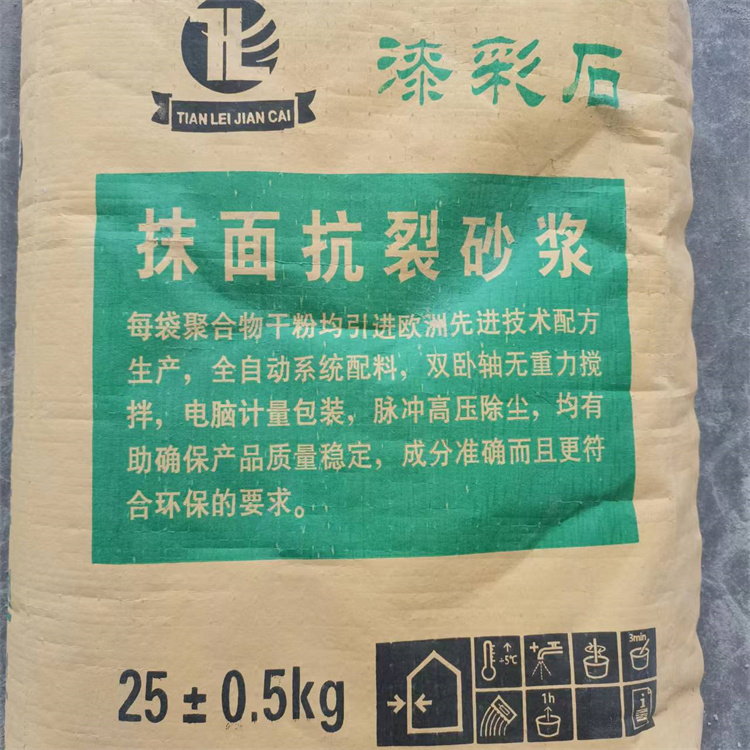 TL
漆彩石
TIAN LEI JIAN CAI
抹面抗裂砂浆
每袋聚合物干粉均引进欧洲先进技术配方
生产，全自动系统配料，双卧轴无重力搅
拌，电脑计量包装，脉冲高压除尘，均有
助确保产品质量稳定，成分准确而且更符
合环保的要求。
25±0.5kg
+5℃
3min
1h
i